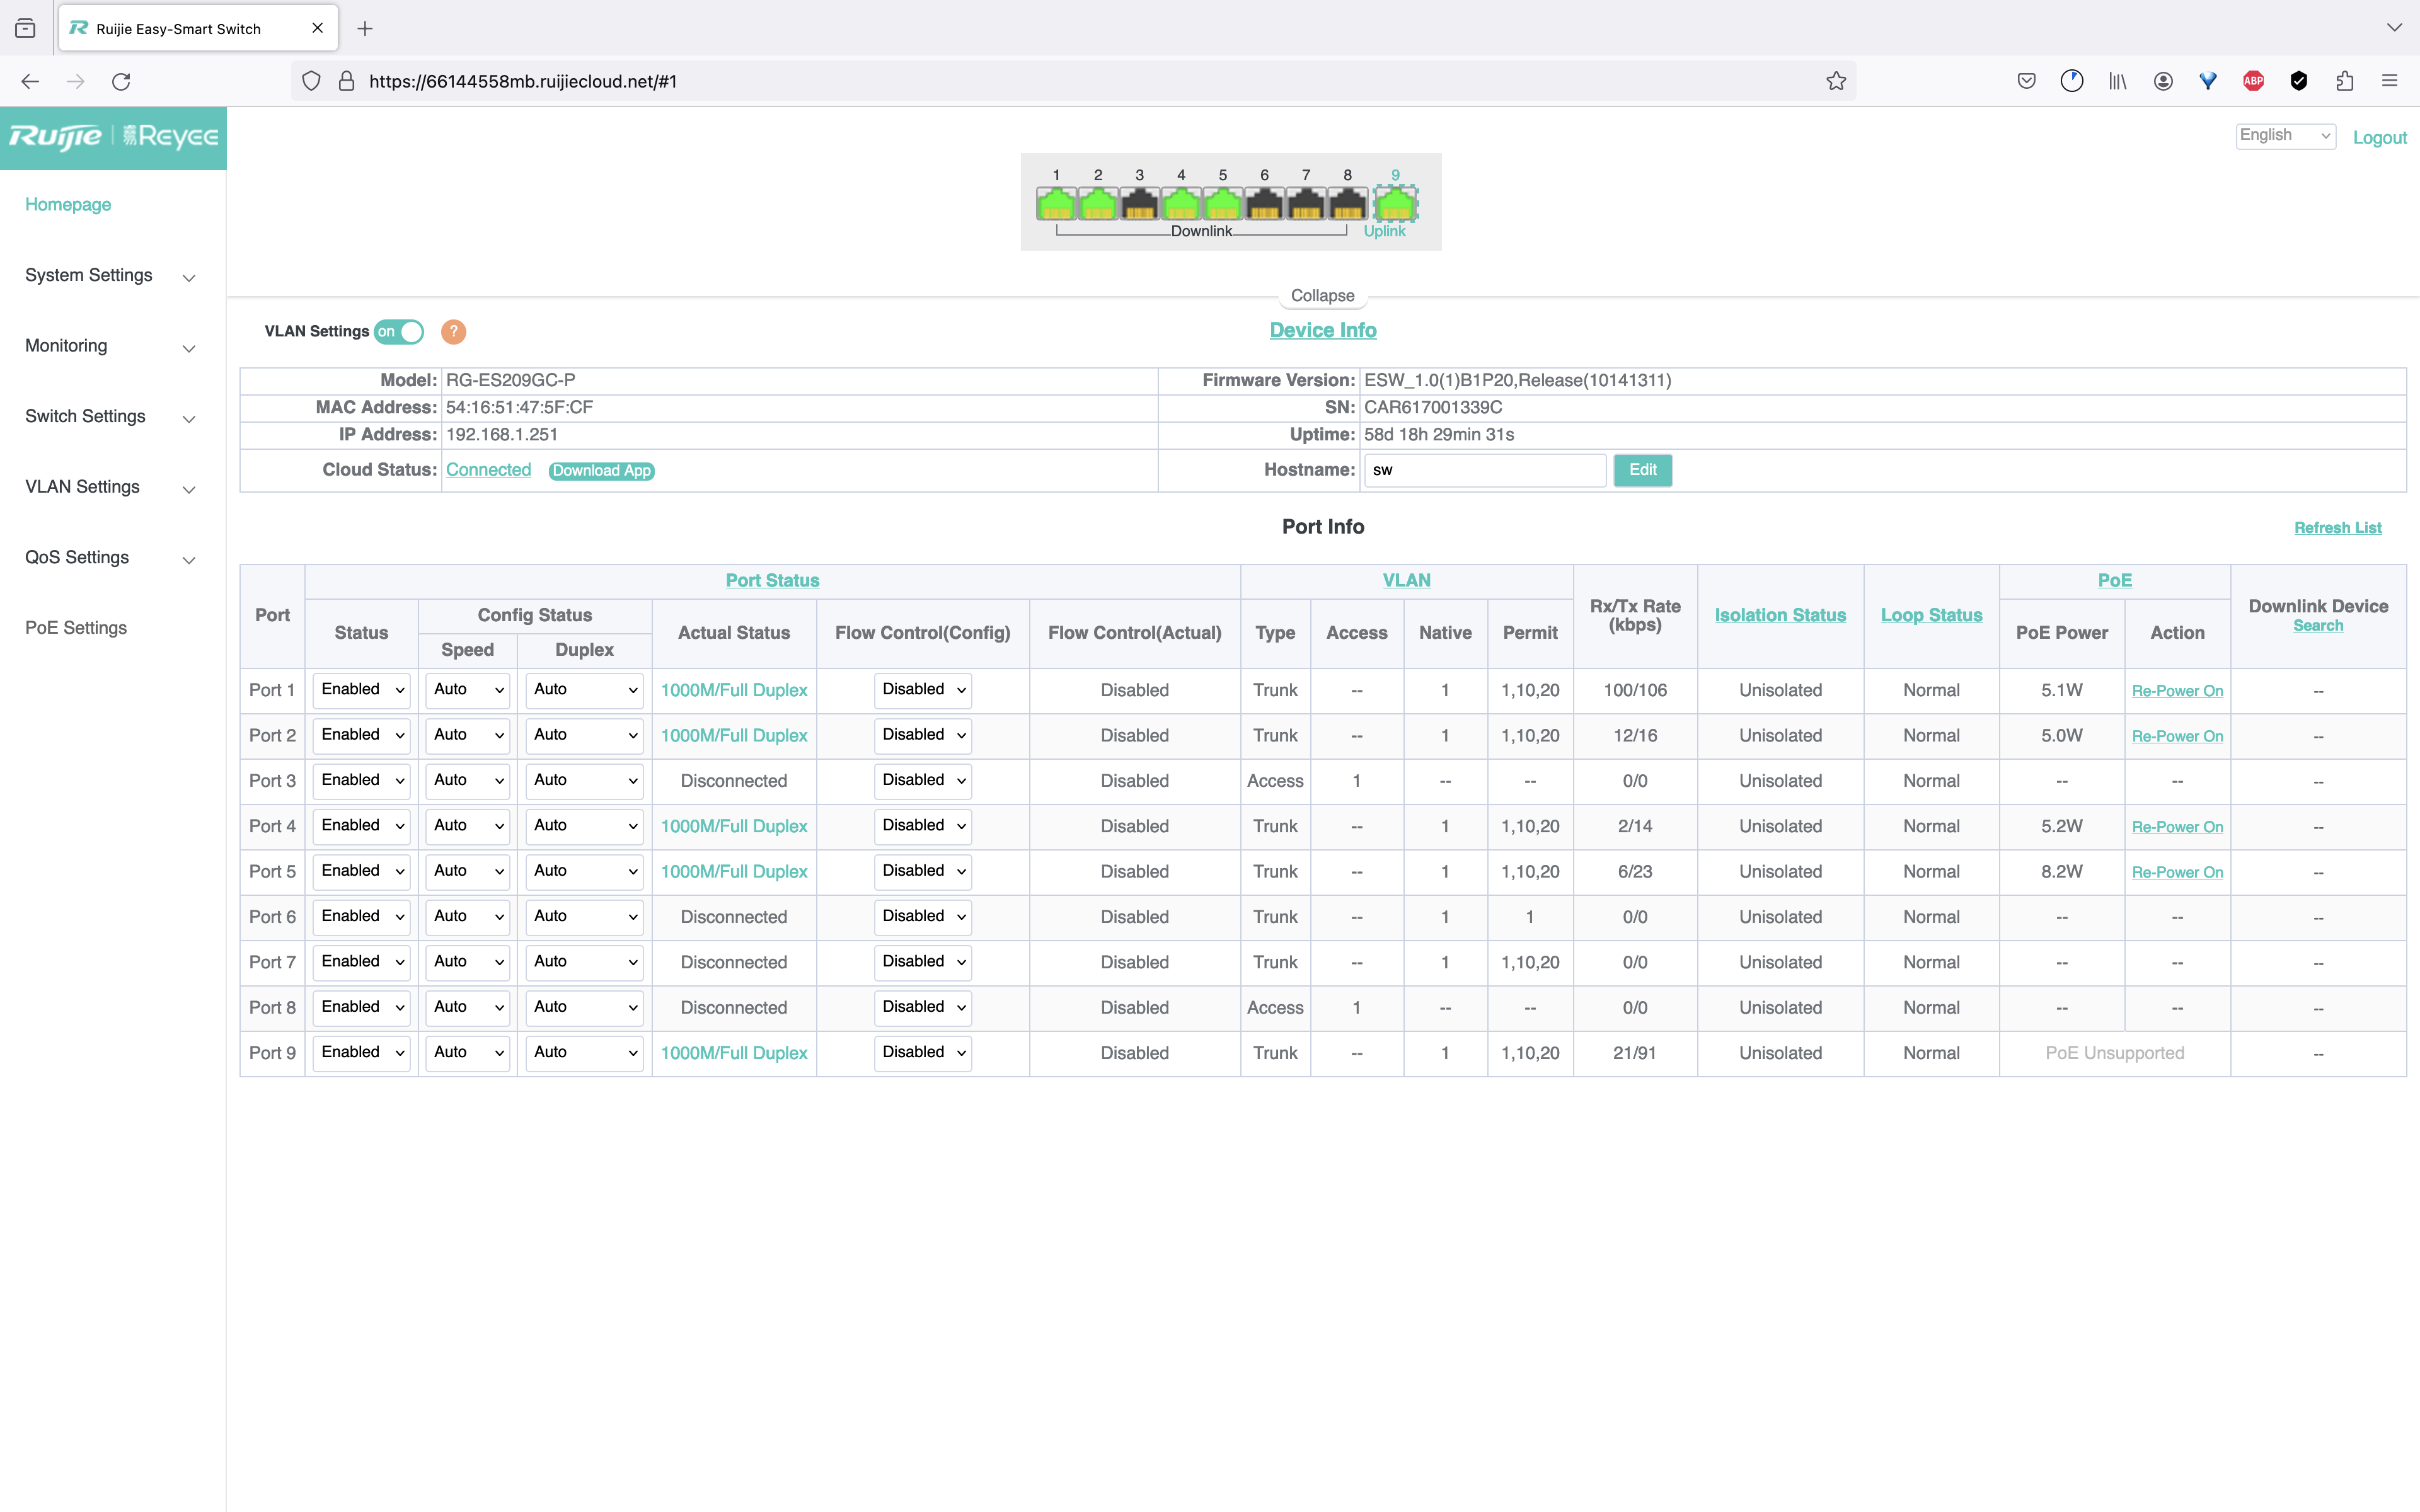 Ruijie Easy-Smart Switch
https://66144558mb.ruijiecloud.net/#1
ABP
Ruijie | 睿易 Reyee
English
Logout
Homepage
System Settings
Monitoring
Switch Settings
VLAN Settings
QoS Settings
PoE Settings
1 2 3 4 5 6 7 8 9
Downlink Uplink
Collapse
VLAN Settings on ?
Device Info
Model: RG-ES209GC-P Firmware Version: ESW_1.0(1)B1P20,Release(10141311)
MAC Address: 54:16:51:47:5F:CF SN: CAR617001339C
IP Address: 192.168.1.251 Uptime: 58d 18h 29min 31s
Cloud Status: Connected Download App Hostname: sw Edit
Port Info
Refresh List
Port Port Status VLAN Rx/Tx Rate (kbps) Isolation Status Loop Status PoE Downlink Device Search
Status Config Status Actual Status Flow Control(Config) Flow Control(Actual) Type Access Native Permit PoE Power Action
Speed Duplex
Port 1 Enabled Auto Auto 1000M/Full Duplex Disabled Disabled Trunk -- 1 1,10,20 100/106 Unisolated Normal 5.1W Re-Power On --
Port 2 Enabled Auto Auto 1000M/Full Duplex Disabled Disabled Trunk -- 1 1,10,20 12/16 Unisolated Normal 5.0W Re-Power On --
Port 3 Enabled Auto Auto Disconnected Disabled Disabled Access 1 -- -- 0/0 Unisolated Normal -- -- --
Port 4 Enabled Auto Auto 1000M/Full Duplex Disabled Disabled Trunk -- 1 1,10,20 2/14 Unisolated Normal 5.2W Re-Power On --
Port 5 Enabled Auto Auto 1000M/Full Duplex Disabled Disabled Trunk -- 1 1,10,20 6/23 Unisolated Normal 8.2W Re-Power On --
Port 6 Enabled Auto Auto Disconnected Disabled Disabled Trunk -- 1 1 0/0 Unisolated Normal -- -- --
Port 7 Enabled Auto Auto Disconnected Disabled Disabled Trunk -- 1 1,10,20 0/0 Unisolated Normal -- -- --
Port 8 Enabled Auto Auto Disconnected Disabled Disabled Access 1 -- -- 0/0 Unisolated Normal -- -- --
Port 9 Enabled Auto Auto 1000M/Full Duplex Disabled Disabled Trunk -- 1 1,10,20 21/91 Unisolated Normal PoE Unsupported --